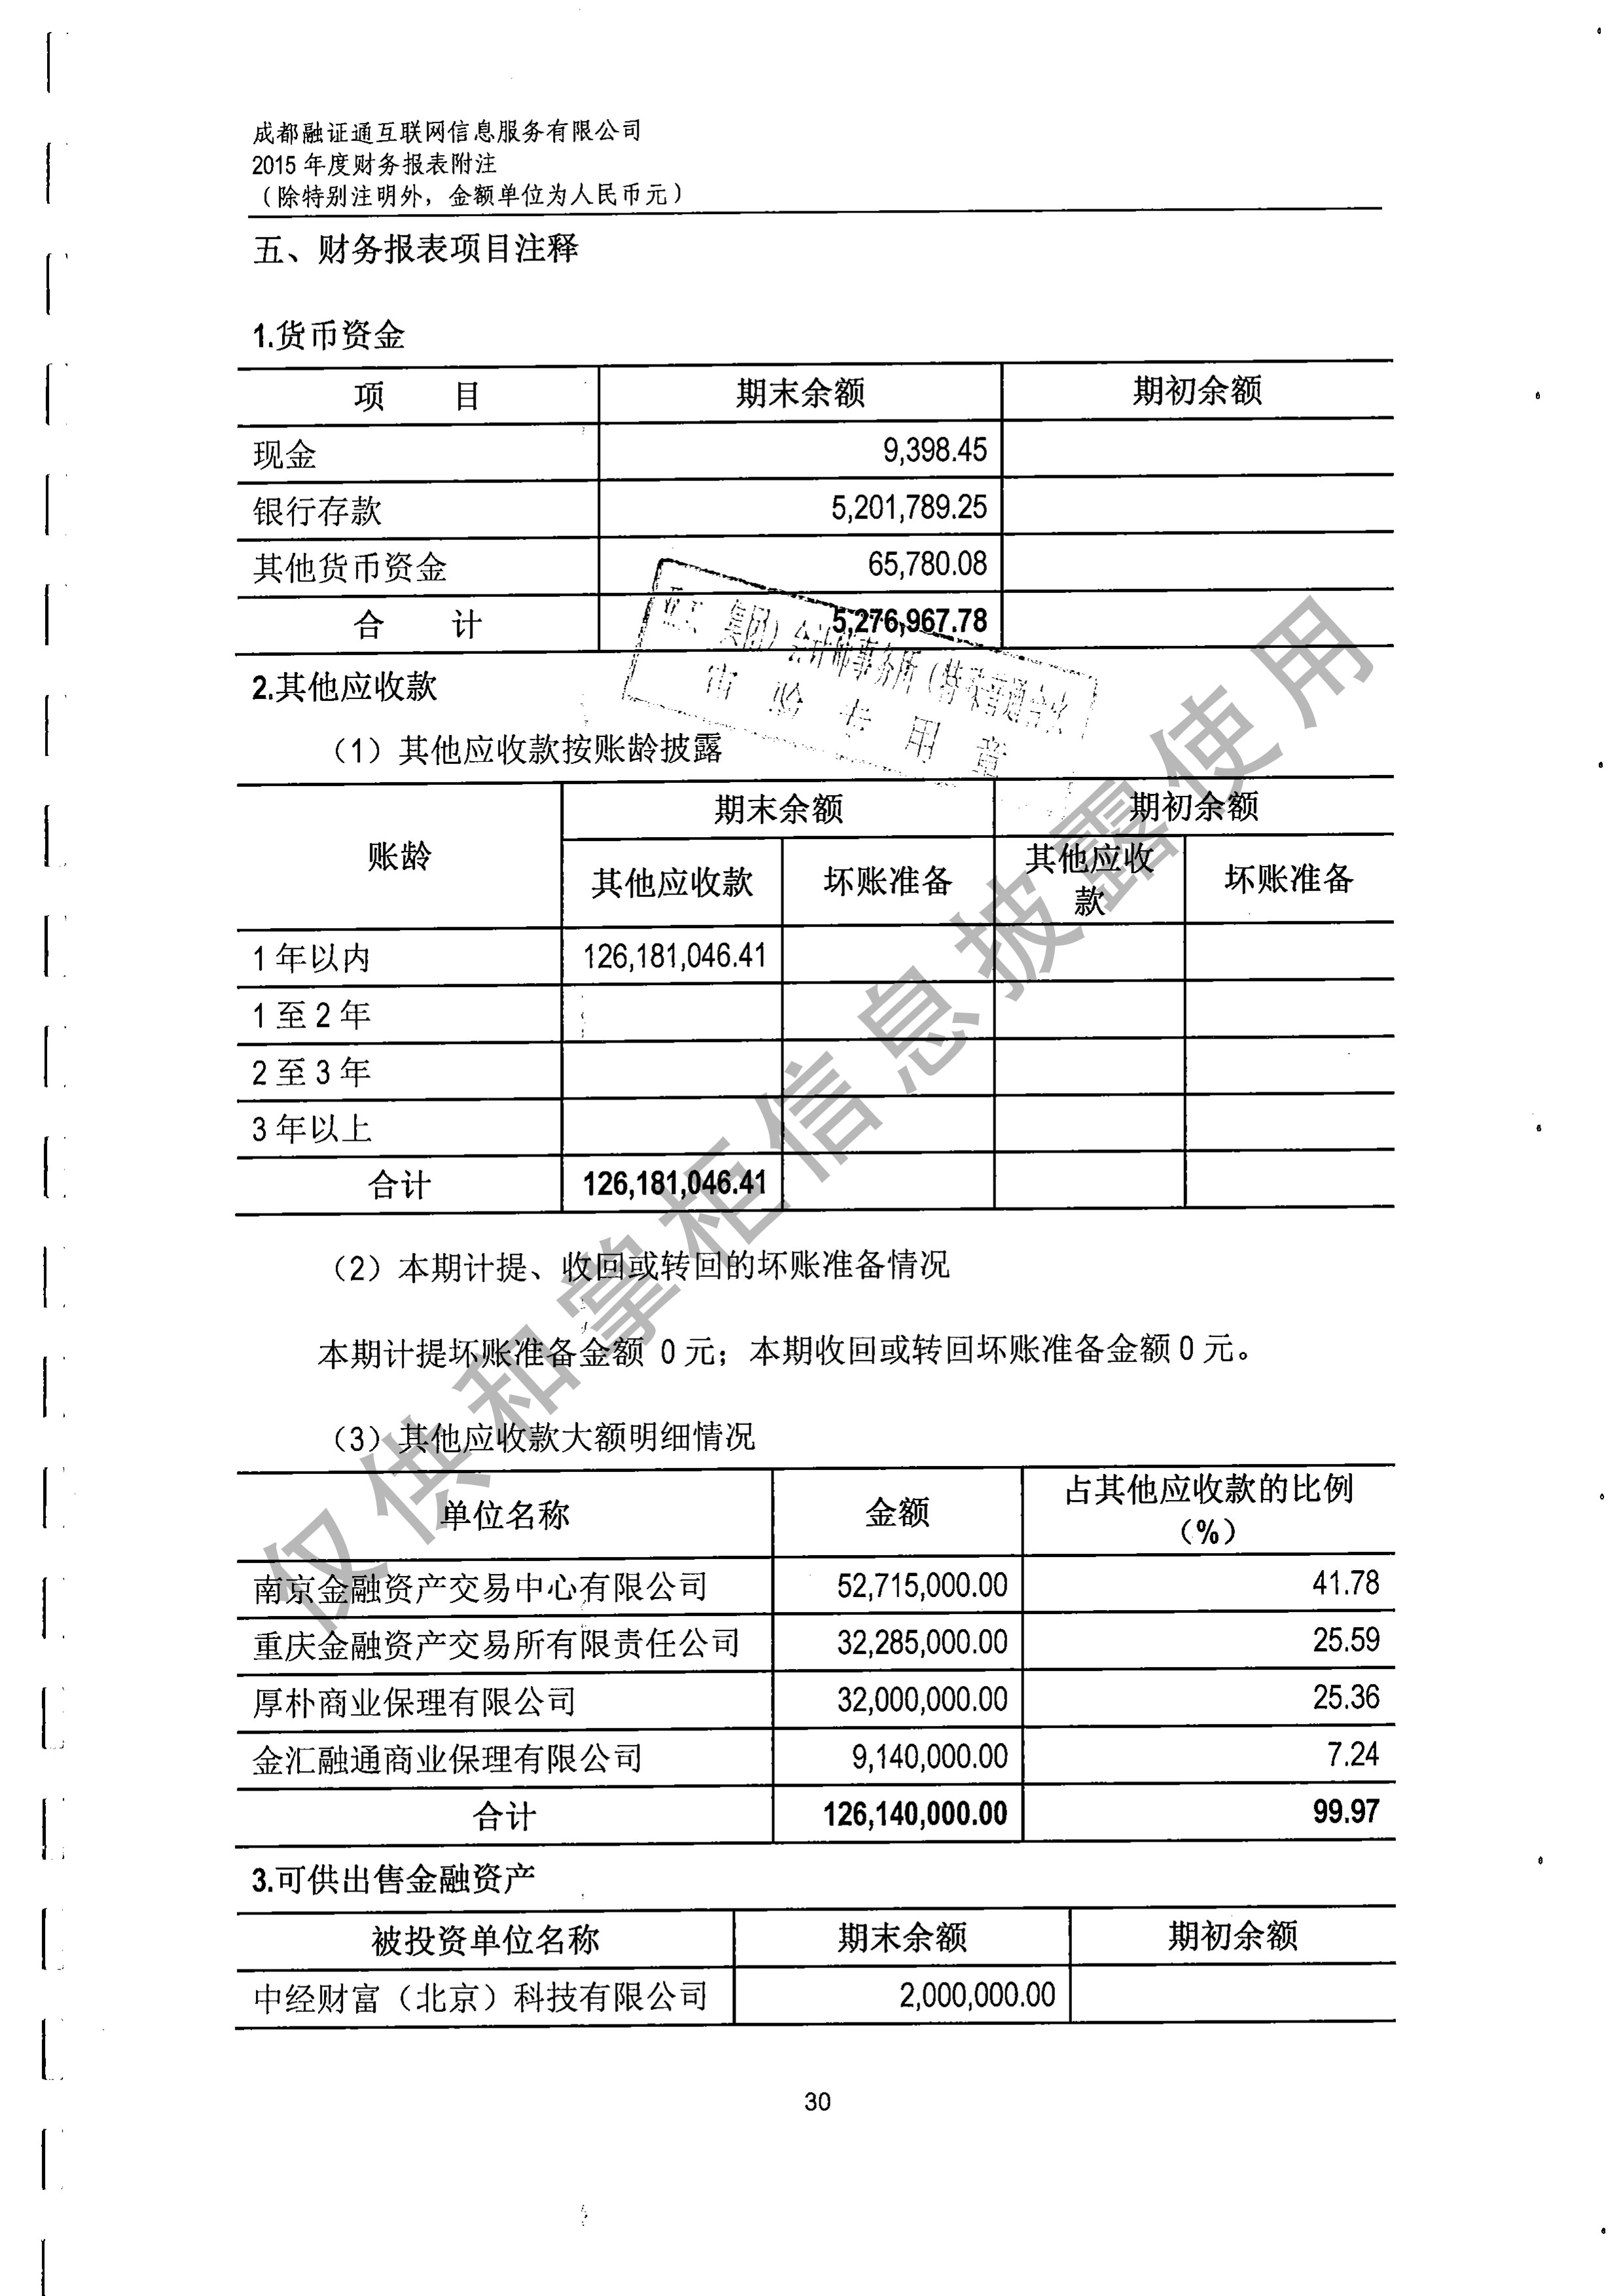 成都融证通互联网信息服务有限公司
2015 年度财务报表附注
（除特别注明外，金额单位为人民币元）
五、财务报表项目注释
1.货币资金
项 目 期末余额 期初余额
现金 9,398.45
银行存款 5,201,789.25
其他货币资金 65,780.08
合 计 5,276,967.78
集团）会计师事务所（特殊普通合伙
审验专用章
2.其他应收款
（1）其他应收款按账龄披露
账龄 期末余额 期初余额
其他应收款 坏账准备 其他应收款 坏账准备
1 年以内 126,181,046.41
1 至 2 年
2 至 3 年
3 年以上
合计 126,181,046.41
（2）本期计提、收回或转回的坏账准备情况
本期计提坏账准备金额 0 元；本期收回或转回坏账准备金额 0 元。
（3）其他应收款大额明细情况
单位名称 金额 占其他应收款的比例（%）
南京金融资产交易中心有限公司 52,715,000.00 41.78
重庆金融资产交易所有限责任公司 32,285,000.00 25.59
厚朴商业保理有限公司 32,000,000.00 25.36
金汇融通商业保理有限公司 9,140,000.00 7.24
合计 126,140,000.00 99.97
3.可供出售金融资产
被投资单位名称 期末余额 期初余额
中经财富（北京）科技有限公司 2,000,000.00
30
仅供和掌柜信息披露使用